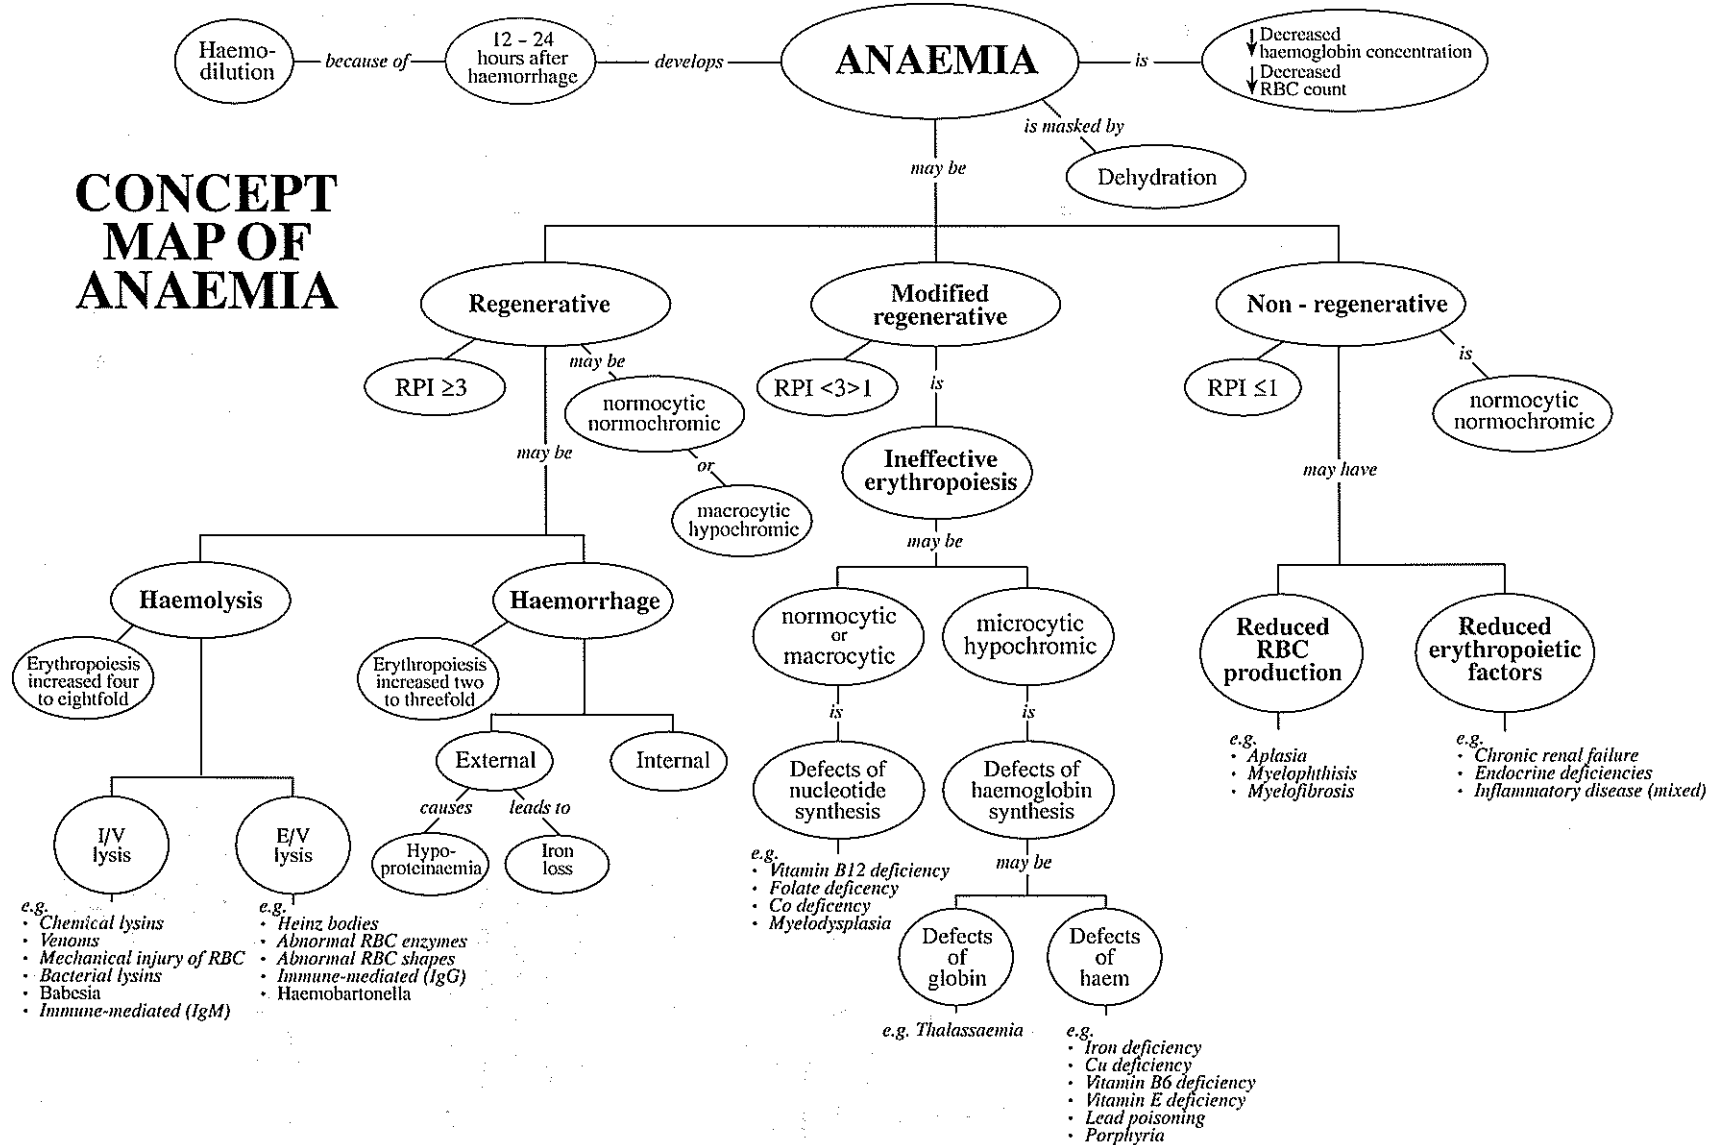 Haemo-
dilution
because of
12 – 24
hours after
haemorrhage
develops
ANAEMIA
is
Decreased
haemoglobin concentration
Decreased
RBC count
is masked by
Dehydration
may be
CONCEPT
MAP OF
ANAEMIA
Regenerative
RPI ≥3
may be
normocytic
normochromic
or
macrocytic
hypochromic
may be
Modified
regenerative
RPI <3>1
is
Ineffective
erythropoiesis
may be
Non - regenerative
RPI ≤1
is
normocytic
normochromic
may have
Haemolysis
Erythropoiesis
increased four
to eightfold
Haemorrhage
Erythropoiesis
increased two
to threefold
External
Internal
causes
leads to
Hypo-
proteinaemia
Iron
loss
I/V
lysis
e.g.
• Chemical lysins
• Venoms
• Mechanical injury of RBC
• Bacterial lysins
• Babesia
• Immune-mediated (IgM)
E/V
lysis
e.g.
• Heinz bodies
• Abnormal RBC enzymes
• Abnormal RBC shapes
• Immune-mediated (IgG)
• Haemobartonella
normocytic
or
macrocytic
is
Defects of
nucleotide
synthesis
e.g.
• Vitamin B12 deficiency
• Folate deficency
• Co deficency
• Myelodysplasia
microcytic
hypochromic
is
Defects of
haemoglobin
synthesis
may be
Defects
of
globin
e.g. Thalassaemia
Defects
of
haem
e.g.
• Iron deficiency
• Cu deficiency
• Vitamin B6 deficiency
• Vitamin E deficiency
• Lead poisoning
• Porphyria
Reduced
RBC
production
e.g.
• Aplasia
• Myelophthisis
• Myelofibrosis
Reduced
erythropoietic
factors
e.g.
• Chronic renal failure
• Endocrine deficiencies
• Inflammatory disease (mixed)